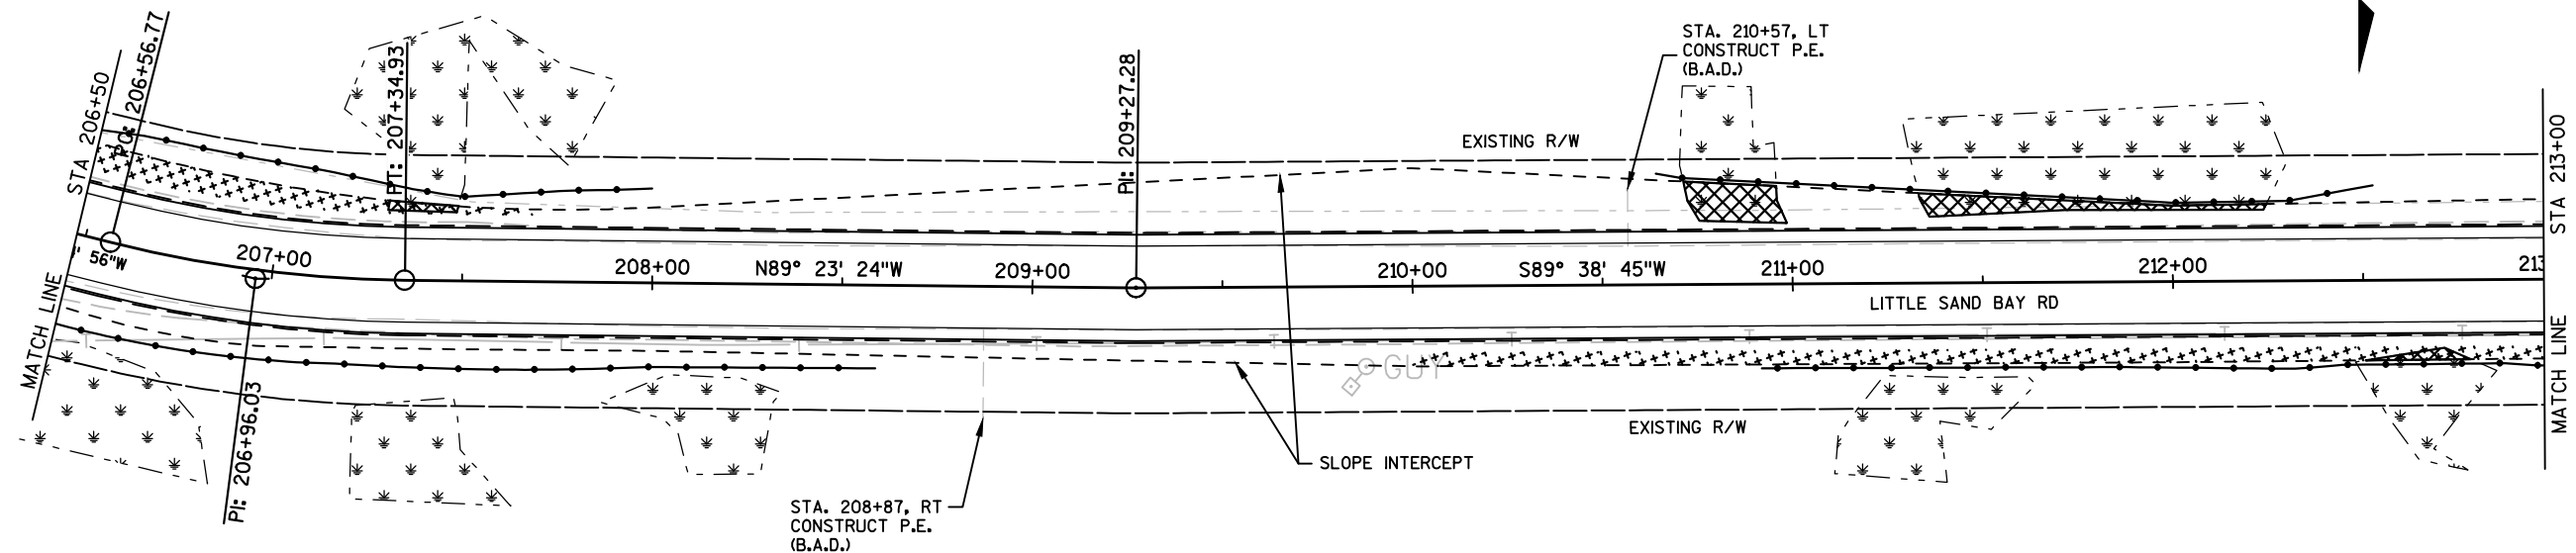 STA 206+50
PC: 206+56.77
PT: 207+34.93
PI: 209+27.28
STA. 210+57, LT
CONSTRUCT P.E.
(B.A.D.)
EXISTING R/W
STA 213+00
56"W
207+00
208+00
N89° 23' 24"W
209+00
210+00
S89° 38' 45"W
211+00
212+00
213
LITTLE SAND BAY RD
MATCH LINE
MATCH LINE
GUY
PI: 206+96.03
EXISTING R/W
SLOPE INTERCEPT
STA. 208+87, RT
CONSTRUCT P.E.
(B.A.D.)